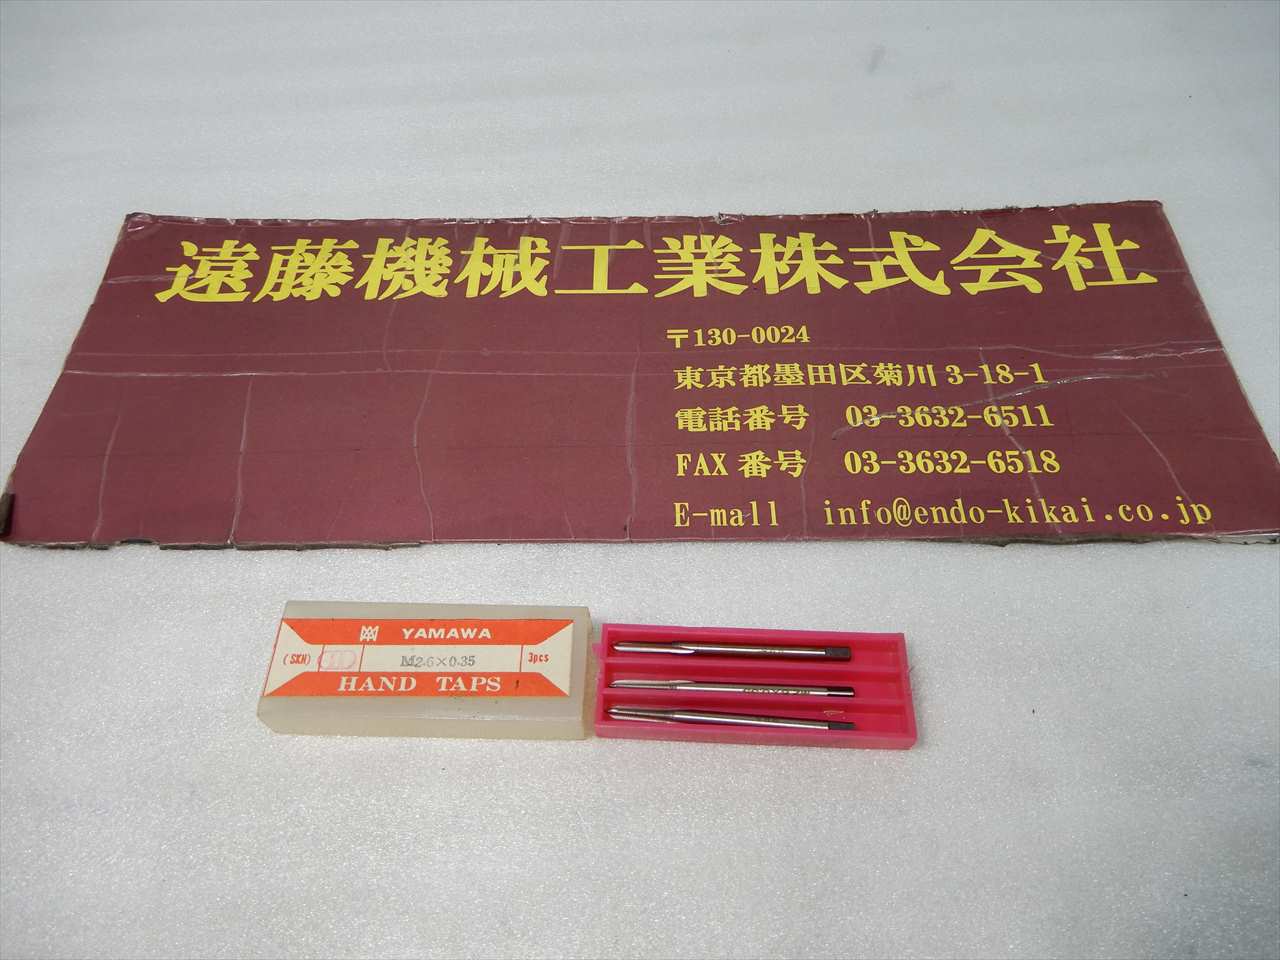 遠藤機械工業株式会社
〒130-0024
東京都墨田区菊川 3-18-1
電話番号 03-3632-6511
FAX 番号 03-3632-6518
E-mall info@endo-kikai.co.jp
YAMAWA
(SKH) M2.6×0.35 3pcs
HAND TAPS